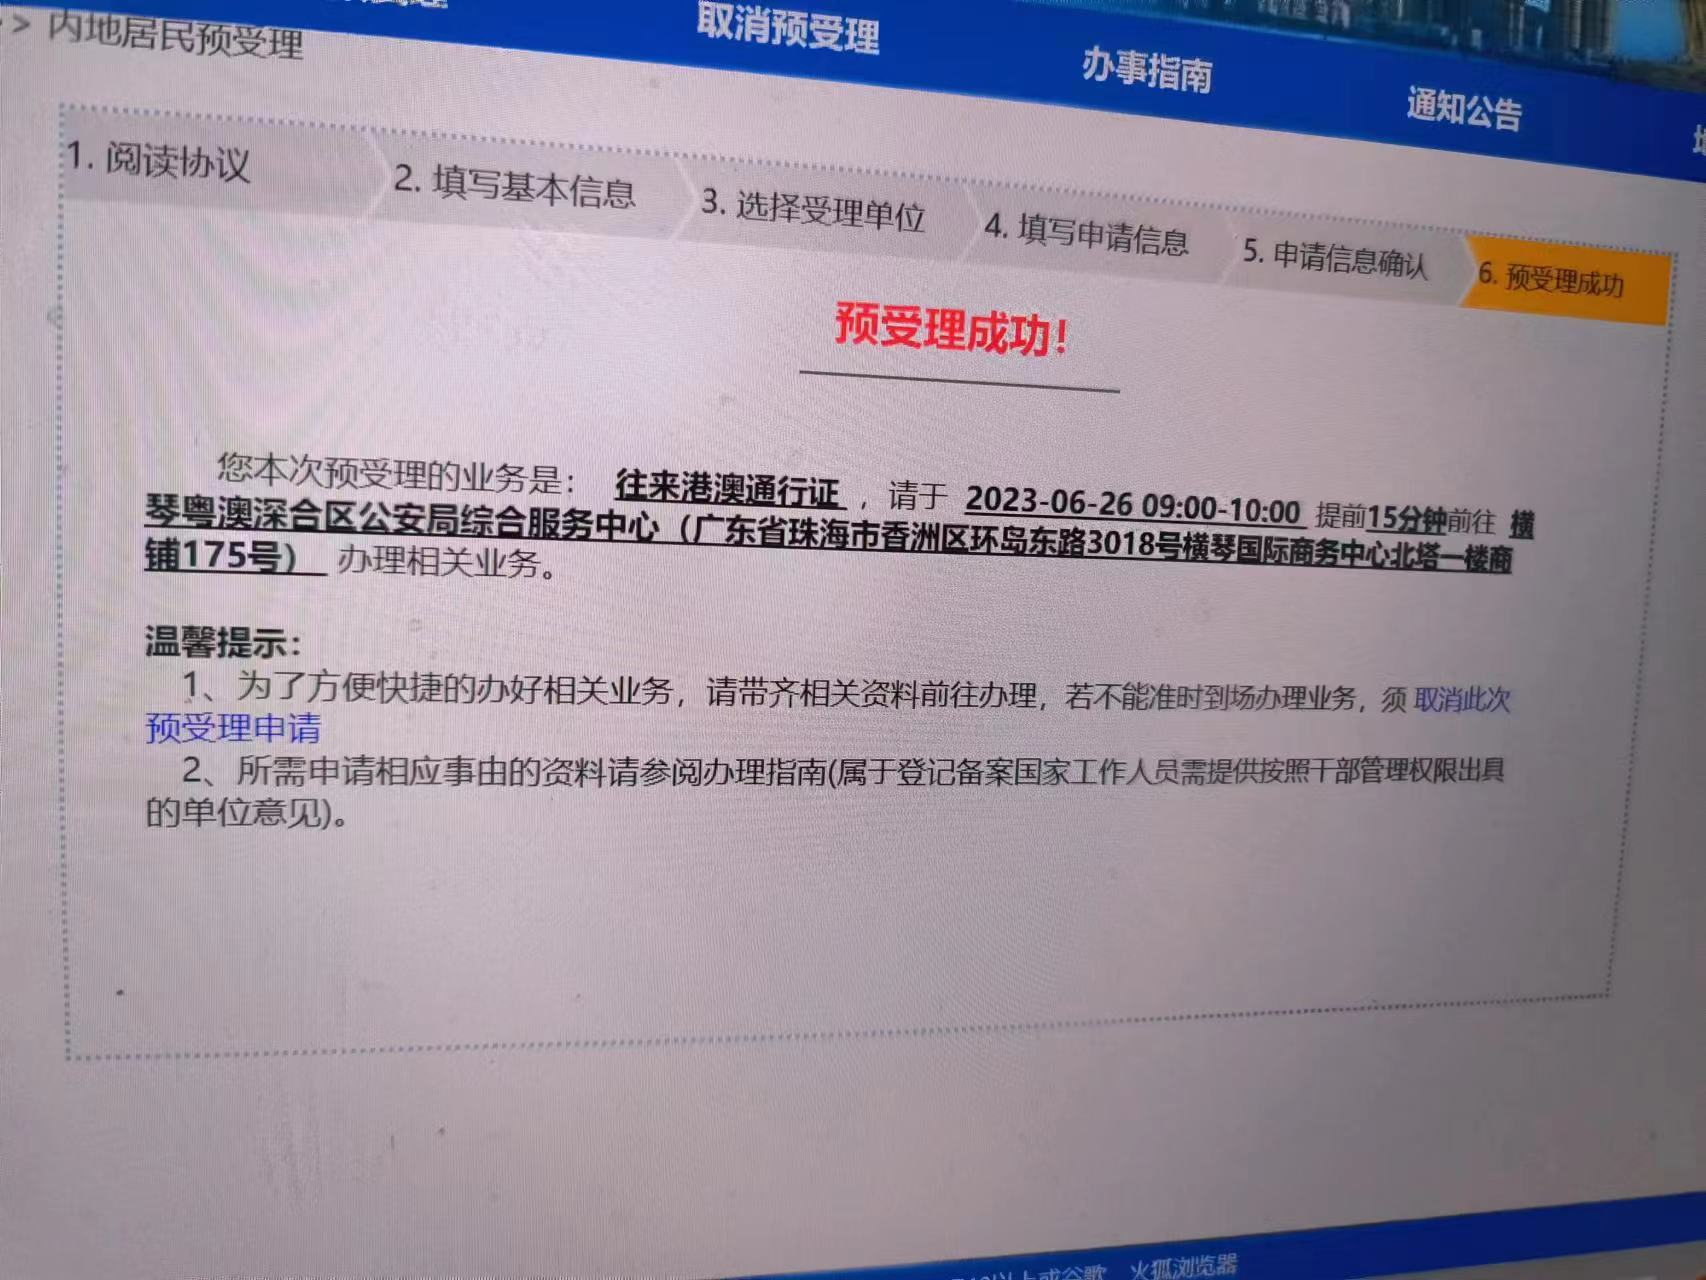 > 内地居民预受理
取消预受理
办事指南
通知公告
1. 阅读协议
2. 填写基本信息
3. 选择受理单位
4. 填写申请信息
5. 申请信息确认
6. 预受理成功
预受理成功！
您本次预受理的业务是： 往来港澳通行证 ，请于 2023-06-26 09:00-10:00 提前15分钟前往 横
琴粤澳深合区公安局综合服务中心（广东省珠海市香洲区环岛东路3018号横琴国际商务中心北塔一楼商
铺175号） 办理相关业务。
温馨提示：
1、为了方便快捷的办好相关业务，请带齐相关资料前往办理，若不能准时到场办理业务，须 取消此次
预受理申请
2、所需申请相应事由的资料请参阅办理指南(属于登记备案国家工作人员需提供按照干部管理权限出具
的单位意见)。
以上或谷歌、火狐浏览器